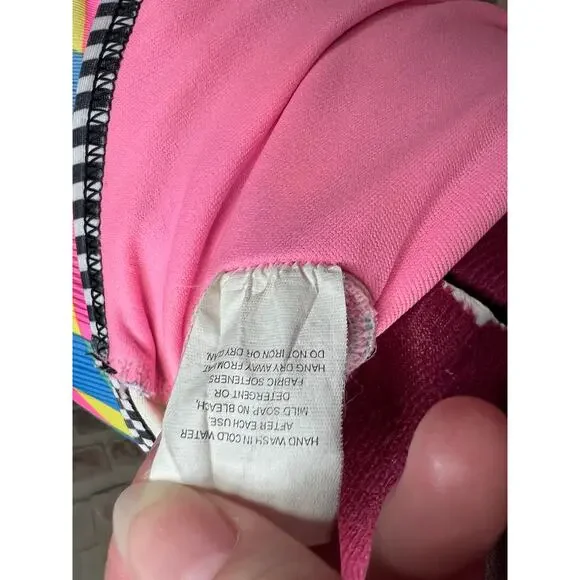 HAND WASH IN COLD WATER
AFTER EACH USE.
MILD SOAP NO BLEACH,
DETERGENT OR
FABRIC SOFTENERS
HANG DRY AWAY FROM
DO NOT IRON OR DRY